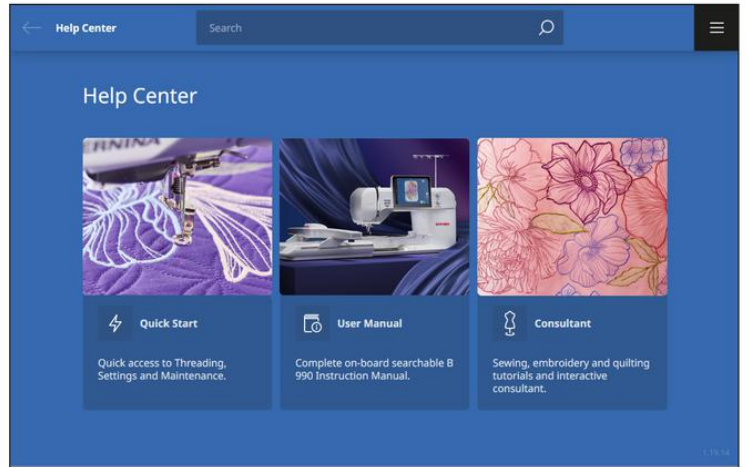 Help Center
Search
Help Center
BERNINA
Quick Start
User Manual
Consultant
Quick access to Threading,
Settings and Maintenance.
Complete on-board searchable B
990 Instruction Manual.
Sewing, embroidery and quilting
tutorials and interactive
consultant.